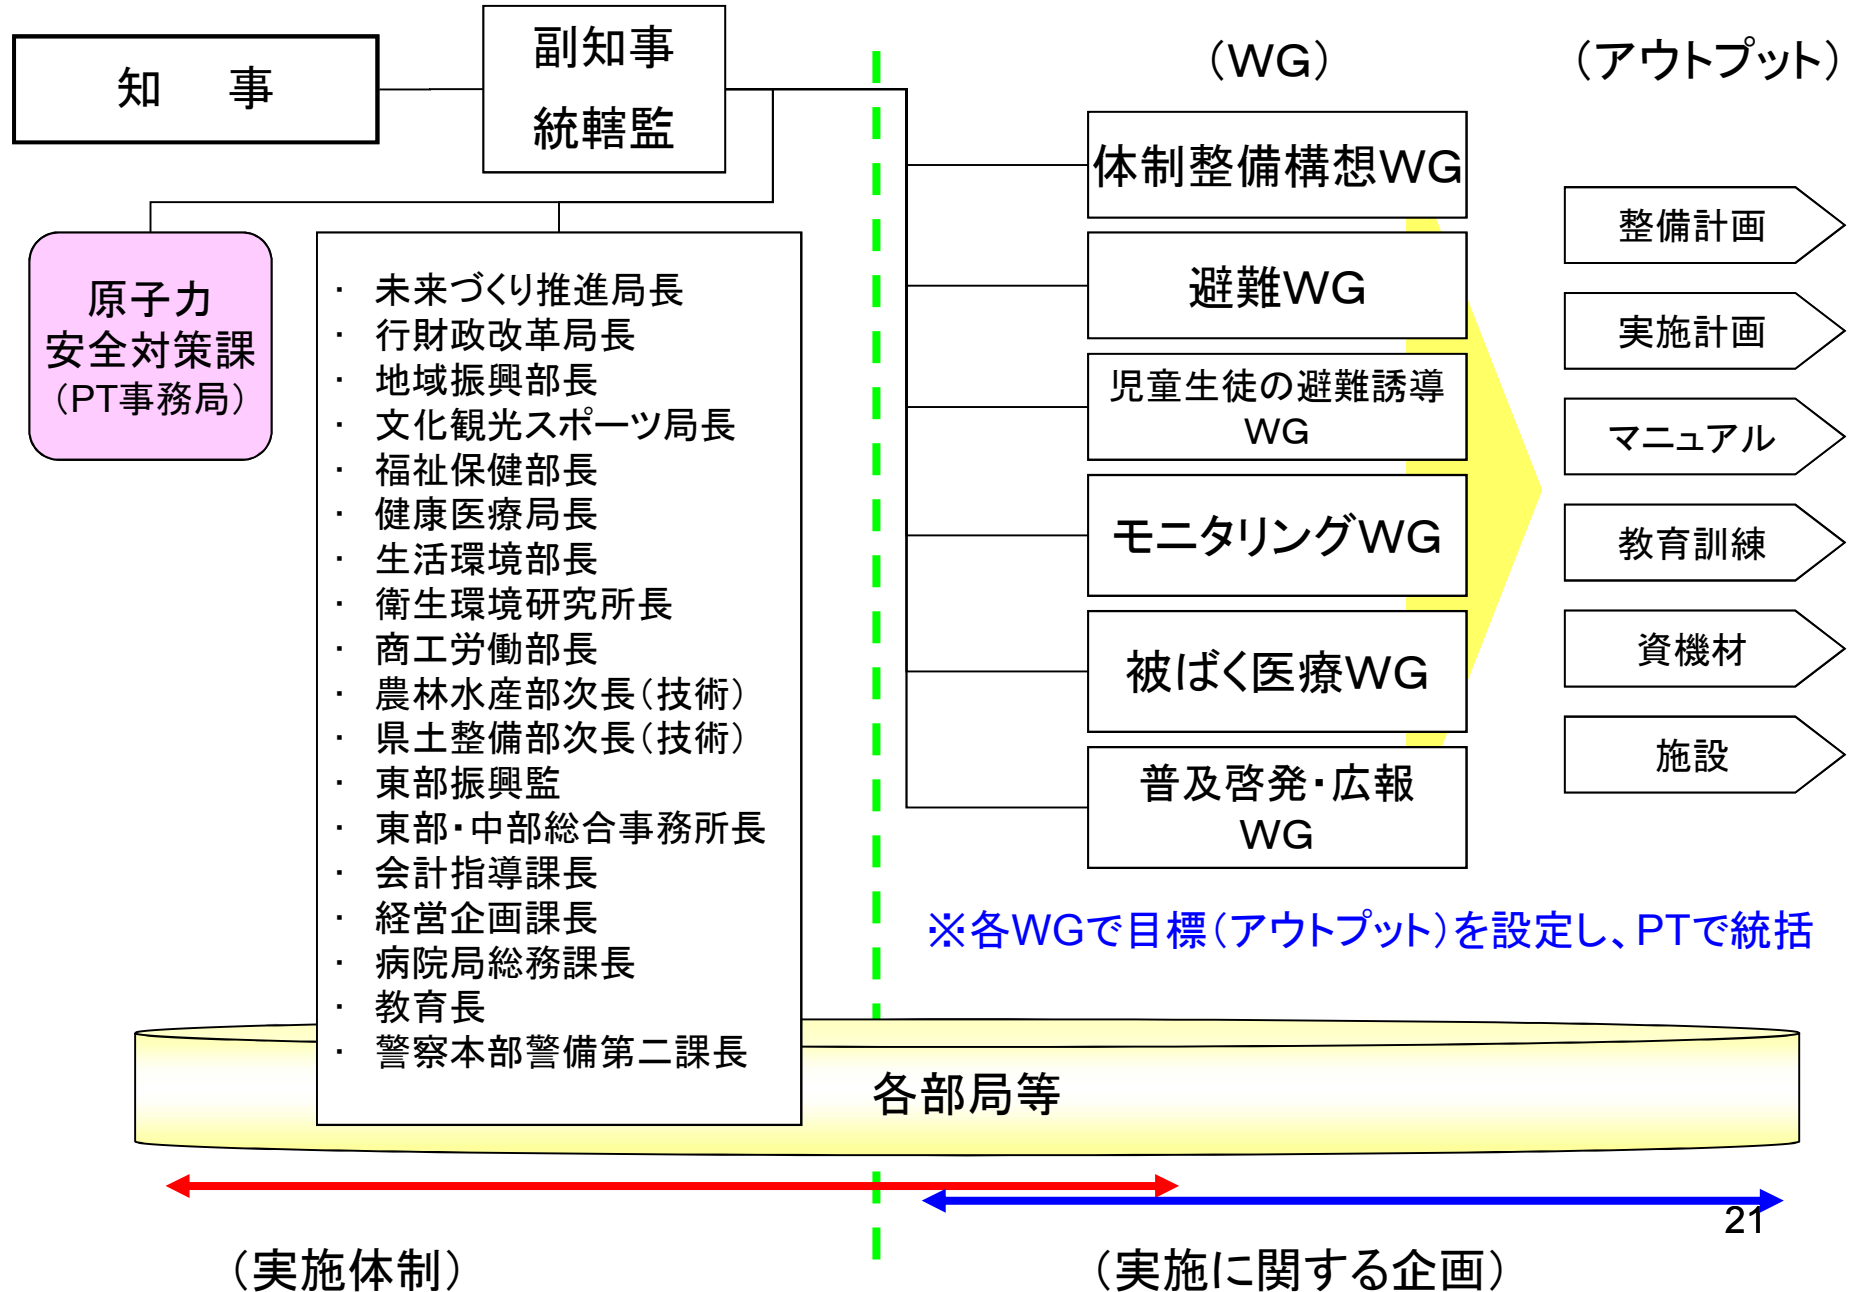 知　事
副知事
統轄監
原子力
安全対策課
（PT事務局）
・ 未来づくり推進局長
・ 行財政改革局長
・ 地域振興部長
・ 文化観光スポーツ局長
・ 福祉保健部長
・ 健康医療局長
・ 生活環境部長
・ 衛生環境研究所長
・ 商工労働部長
・ 農林水産部次長（技術）
・ 県土整備部次長（技術）
・ 東部振興監
・ 東部・中部総合事務所長
・ 会計指導課長
・ 経営企画課長
・ 病院局総務課長
・ 教育長
・ 警察本部警備第二課長
（WG）
体制整備構想WG
避難WG
児童生徒の避難誘導
WG
モニタリングWG
被ばく医療WG
普及啓発・広報
WG
（アウトプット）
整備計画
実施計画
マニュアル
教育訓練
資機材
施設
※各WGで目標（アウトプット）を設定し、PTで統括
各部局等
21
（実施体制）
（実施に関する企画）